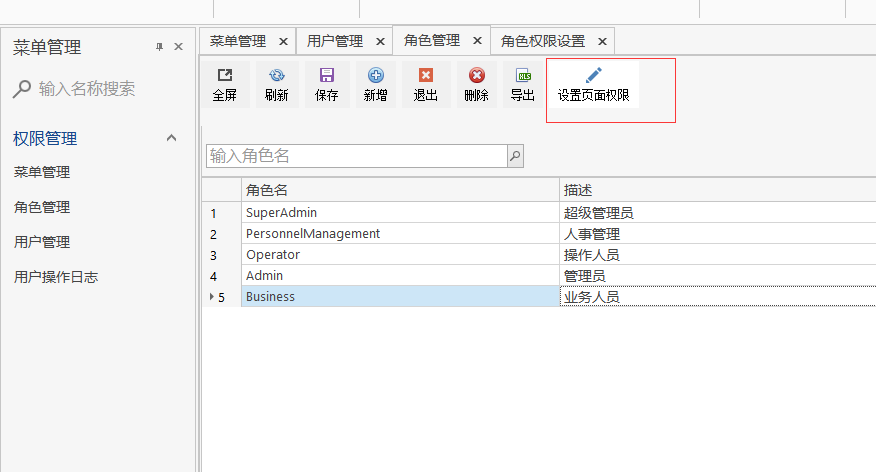 菜单管理
输入名称搜索
权限管理
菜单管理
角色管理
用户管理
用户操作日志
菜单管理 用户管理 角色管理 角色权限设置
全屏 刷新 保存 新增 退出 删除 XLS 导出 设置页面权限
输入角色名
角色名 描述
1 SuperAdmin 超级管理员
2 PersonnelManagement 人事管理
3 Operator 操作人员
4 Admin 管理员
5 Business 业务人员